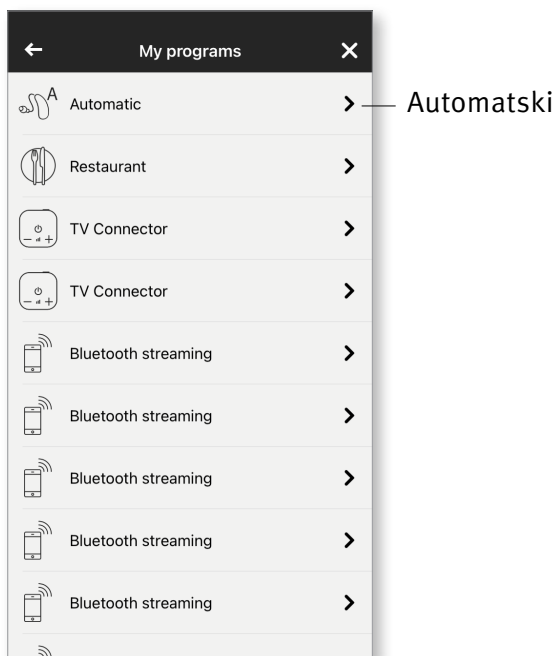 My programs
Automatic
Automatski
Restaurant
TV Connector
TV Connector
Bluetooth streaming
Bluetooth streaming
Bluetooth streaming
Bluetooth streaming
Bluetooth streaming